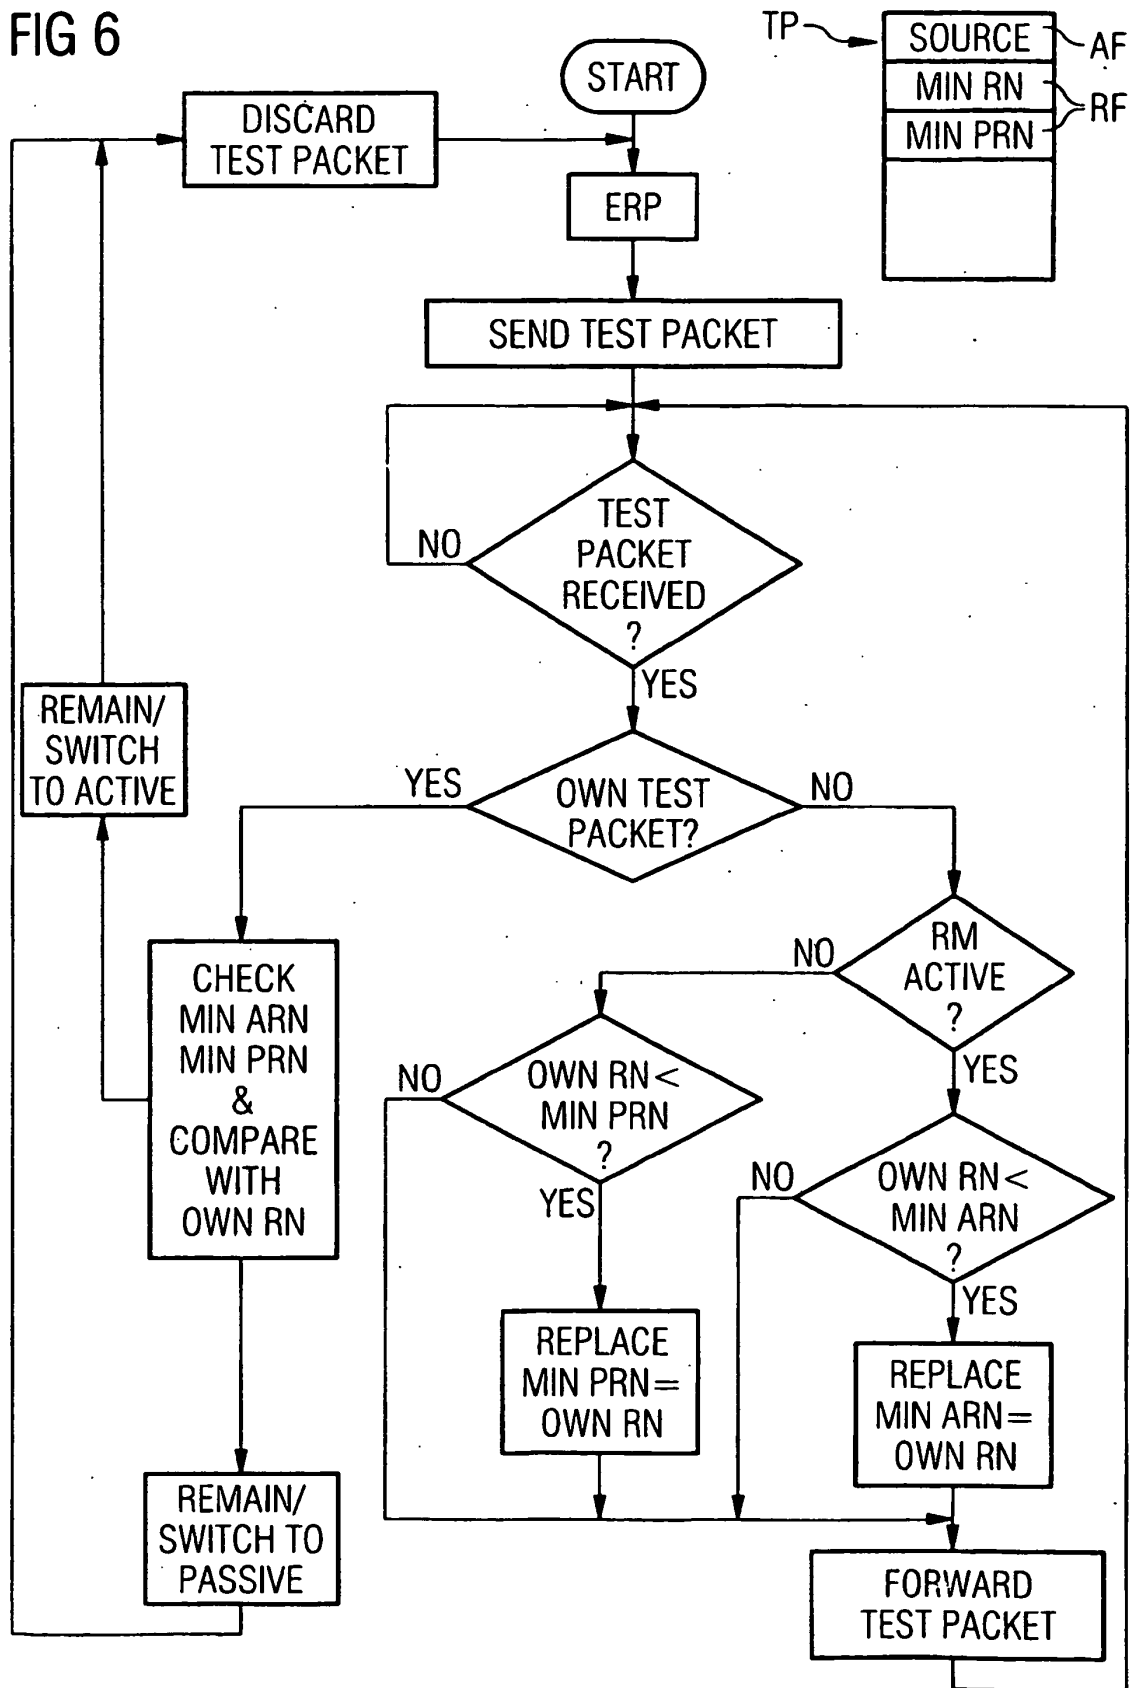 FIG 6
START
TP
SOURCE
AF
MIN RN
RF
MIN PRN
DISCARD
TEST PACKET
ERP
SEND TEST PACKET
TEST
PACKET
RECEIVED
?
NO
YES
REMAIN/
SWITCH
TO ACTIVE
OWN TEST
PACKET?
YES
NO
CHECK
MIN ARN
MIN PRN
&
COMPARE
WITH
OWN RN
RM
ACTIVE
?
NO
YES
OWN RN<
MIN PRN
?
NO
YES
OWN RN<
MIN ARN
?
NO
YES
REPLACE
MIN PRN=
OWN RN
REPLACE
MIN ARN=
OWN RN
REMAIN/
SWITCH TO
PASSIVE
FORWARD
TEST PACKET